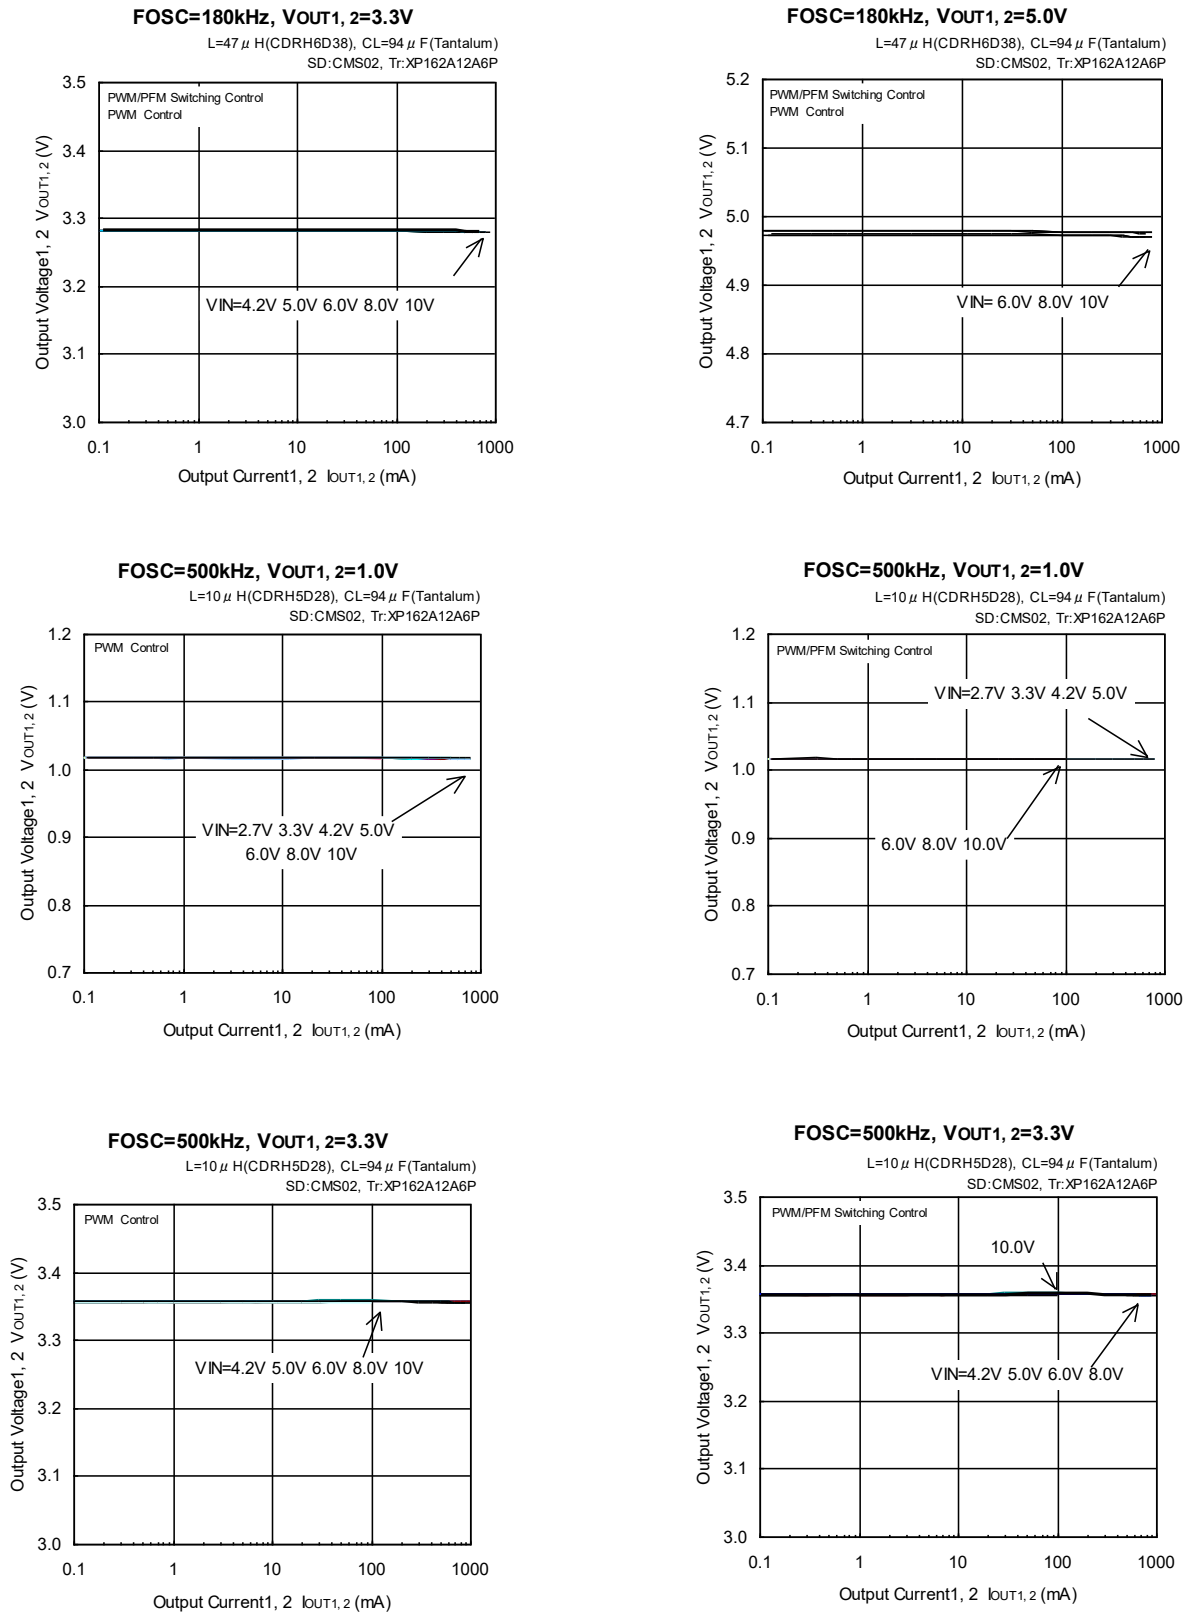 FOSC=180kHz, VOUT1, 2=3.3V
L=47μH(CDRH6D38), CL=94μF(Tantalum)
SD:CMS02, Tr:XP162A12A6P
3.5
PWM/PFM Switching Control
PWM Control
3.4
3.3
3.2
VIN=4.2V 5.0V 6.0V 8.0V 10V
3.1
3.0
0.1 1 10 100 1000
Output Voltage1, 2 VOUT1, 2 (V)
Output Current1, 2 IOUT1, 2 (mA)
FOSC=180kHz, VOUT1, 2=5.0V
L=47μH(CDRH6D38), CL=94μF(Tantalum)
SD:CMS02, Tr:XP162A12A6P
5.2
PWM/PFM Switching Control
PWM Control
5.1
5.0
4.9
VIN= 6.0V 8.0V 10V
4.8
4.7
0.1 1 10 100 1000
Output Voltage1, 2 VOUT1, 2 (V)
Output Current1, 2 IOUT1, 2 (mA)
FOSC=500kHz, VOUT1, 2=1.0V
L=10μH(CDRH5D28), CL=94μF(Tantalum)
SD:CMS02, Tr:XP162A12A6P
1.2
PWM Control
1.1
1.0
0.9
VIN=2.7V 3.3V 4.2V 5.0V
6.0V 8.0V 10V
0.8
0.7
0.1 1 10 100 1000
Output Voltage1, 2 VOUT1, 2 (V)
Output Current1, 2 IOUT1, 2 (mA)
FOSC=500kHz, VOUT1, 2=1.0V
L=10μH(CDRH5D28), CL=94μF(Tantalum)
SD:CMS02, Tr:XP162A12A6P
1.2
PWM/PFM Switching Control
VIN=2.7V 3.3V 4.2V 5.0V
1.1
1.0
0.9
6.0V 8.0V 10.0V
0.8
0.7
0.1 1 10 100 1000
Output Voltage1, 2 VOUT1, 2 (V)
Output Current1, 2 IOUT1, 2 (mA)
FOSC=500kHz, VOUT1, 2=3.3V
L=10μH(CDRH5D28), CL=94μF(Tantalum)
SD:CMS02, Tr:XP162A12A6P
3.5
PWM Control
3.4
3.3
VIN=4.2V 5.0V 6.0V 8.0V 10V
3.2
3.1
3.0
0.1 1 10 100 1000
Output Voltage1, 2 VOUT1, 2 (V)
Output Current1, 2 IOUT1, 2 (mA)
FOSC=500kHz, VOUT1, 2=3.3V
L=10μH(CDRH5D28), CL=94μF(Tantalum)
SD:CMS02, Tr:XP162A12A6P
3.5
PWM/PFM Switching Control
10.0V
3.4
3.3
VIN=4.2V 5.0V 6.0V 8.0V
3.2
3.1
3.0
0.1 1 10 100 1000
Output Voltage1, 2 VOUT1, 2 (V)
Output Current1, 2 IOUT1, 2 (mA)